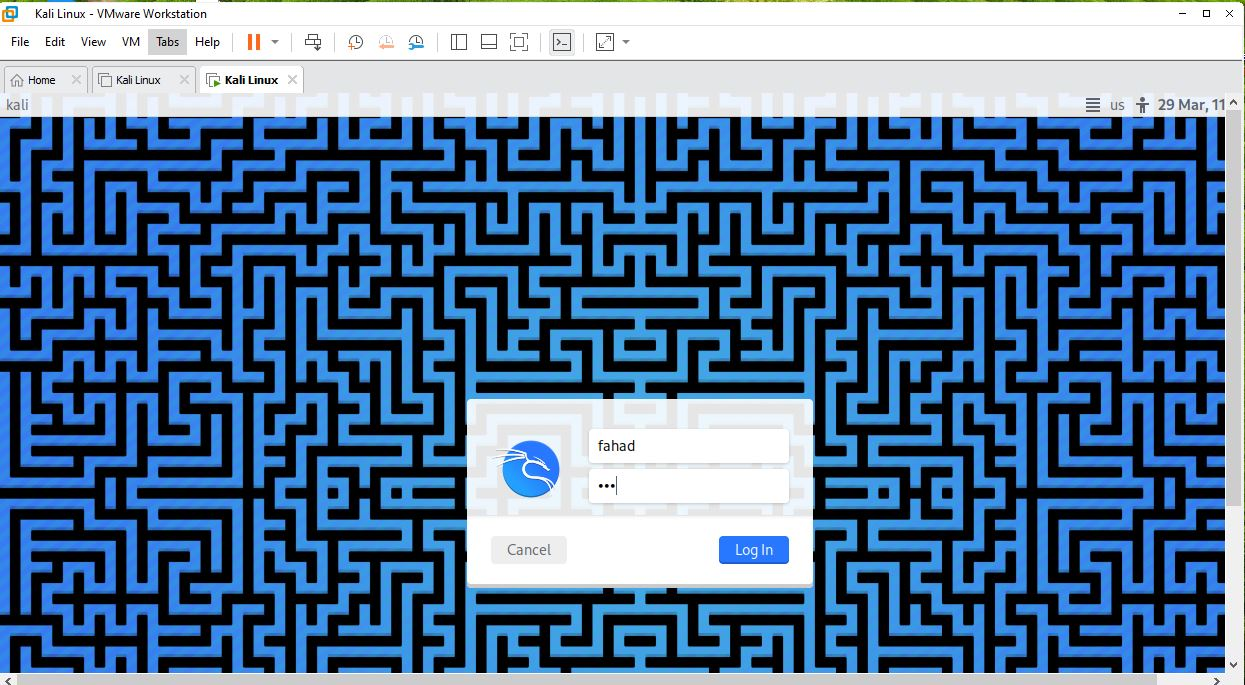 Kali Linux - VMware Workstation
File Edit View VM Tabs Help
Home Kali Linux Kali Linux
kali us 29 Mar, 11
fahad
•••
Cancel Log In